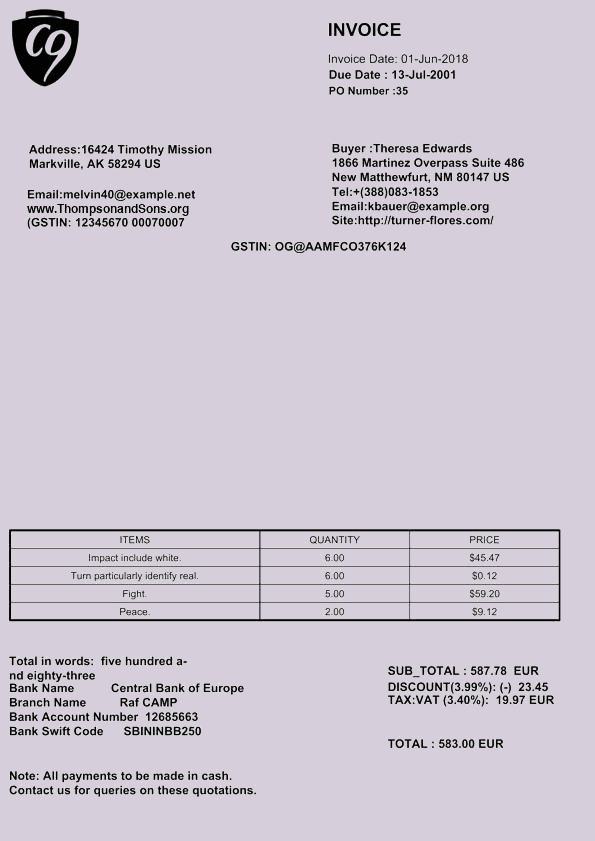 C9
INVOICE
Invoice Date: 01-Jun-2018
Due Date : 13-Jul-2001
PO Number :35
Address:16424 Timothy Mission
Markville, AK 58294 US
Email:melvin40@example.net
www.ThompsonandSons.org
(GSTIN: 12345670 00070007
Buyer :Theresa Edwards
1866 Martinez Overpass Suite 486
New Matthewfurt, NM 80147 US
Tel:+(388)083-1853
Email:kbauer@example.org
Site:http://turner-flores.com/
GSTIN: OG@AAMFCO376K124
ITEMS QUANTITY PRICE
Impact include white. 6.00 $45.47
Turn particularly identify real. 6.00 $0.12
Fight. 5.00 $59.20
Peace. 2.00 $9.12
Total in words: five hundred a-
nd eighty-three
Bank Name Central Bank of Europe
Branch Name Raf CAMP
Bank Account Number 12685663
Bank Swift Code SBININBB250
SUB_TOTAL : 587.78 EUR
DISCOUNT(3.99%): (-) 23.45
TAX:VAT (3.40%): 19.97 EUR
TOTAL : 583.00 EUR
Note: All payments to be made in cash.
Contact us for queries on these quotations.